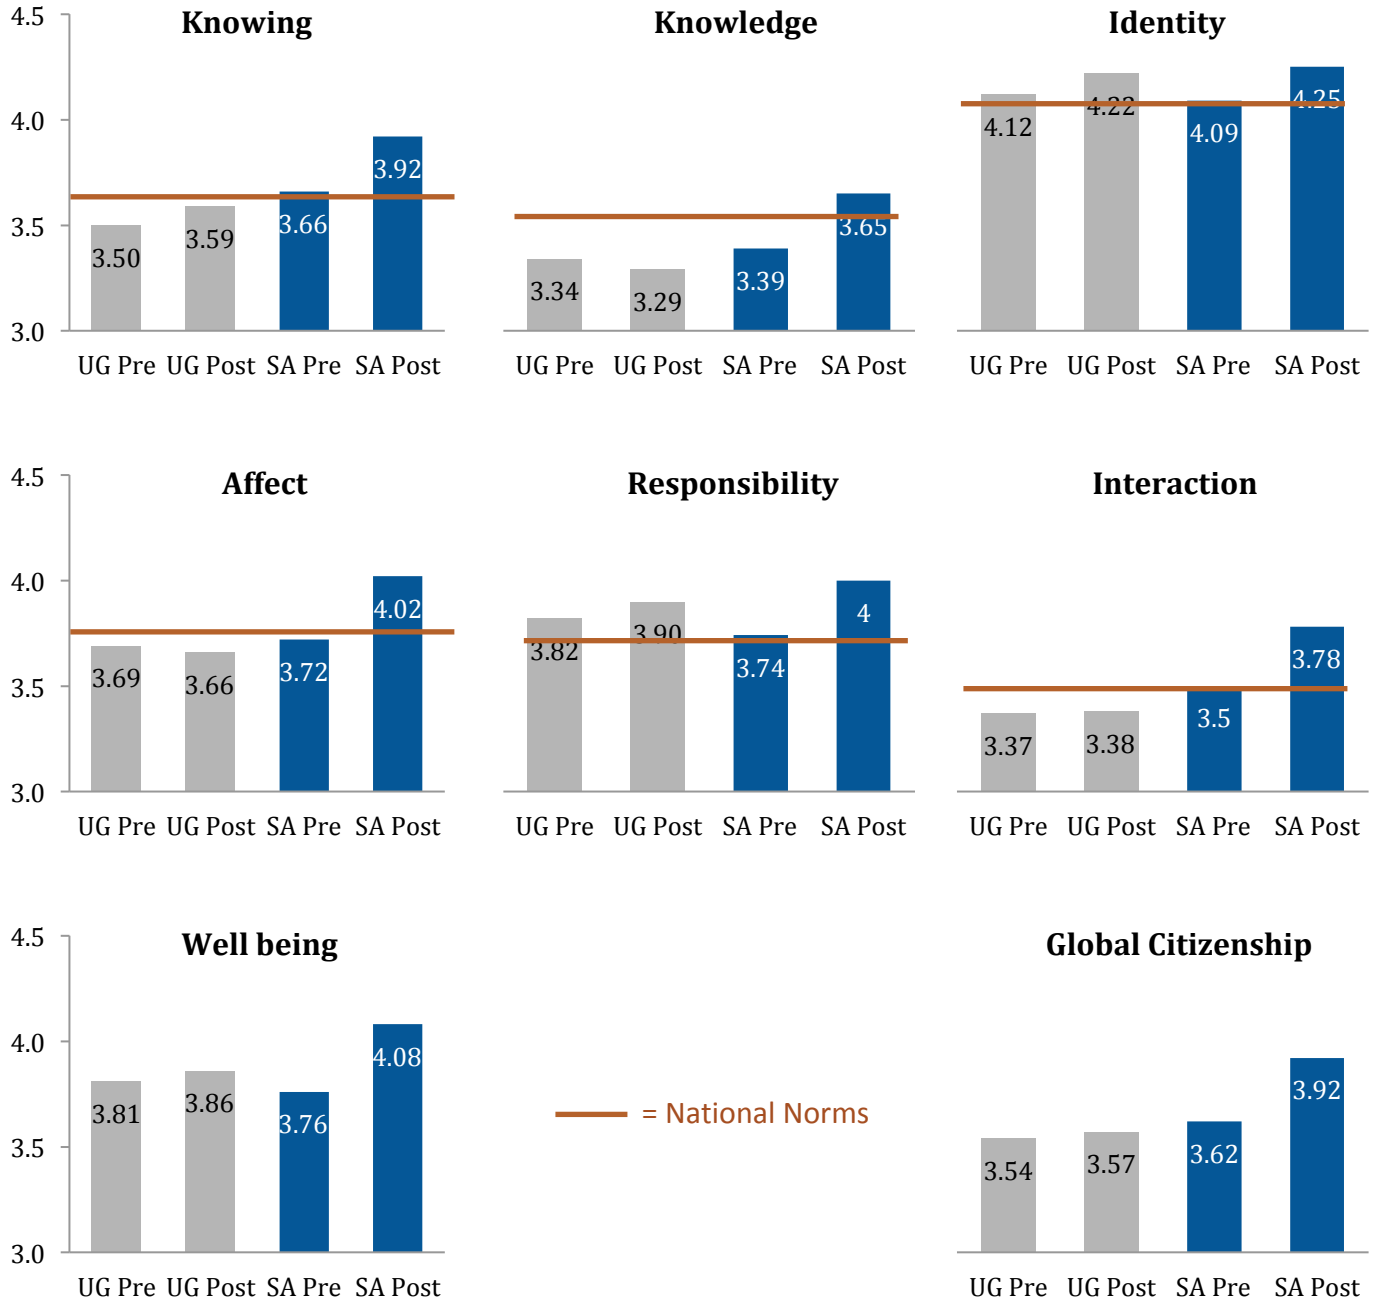 Knowing
4.5
4.0
3.5
3.0
3.50
3.59
3.66
3.92
UG Pre UG Post SA Pre SA Post
Knowledge
3.34
3.29
3.39
3.65
UG Pre UG Post SA Pre SA Post
Identity
4.12
4.22
4.09
4.25
UG Pre UG Post SA Pre SA Post
Affect
4.5
4.0
3.5
3.0
3.69
3.66
3.72
4.02
UG Pre UG Post SA Pre SA Post
Responsibility
3.82
3.90
3.74
4
UG Pre UG Post SA Pre SA Post
Interaction
3.37
3.38
3.5
3.78
UG Pre UG Post SA Pre SA Post
Well being
4.5
4.0
3.5
3.0
3.81
3.86
3.76
4.08
UG Pre UG Post SA Pre SA Post
= National Norms
Global Citizenship
3.54
3.57
3.62
3.92
UG Pre UG Post SA Pre SA Post